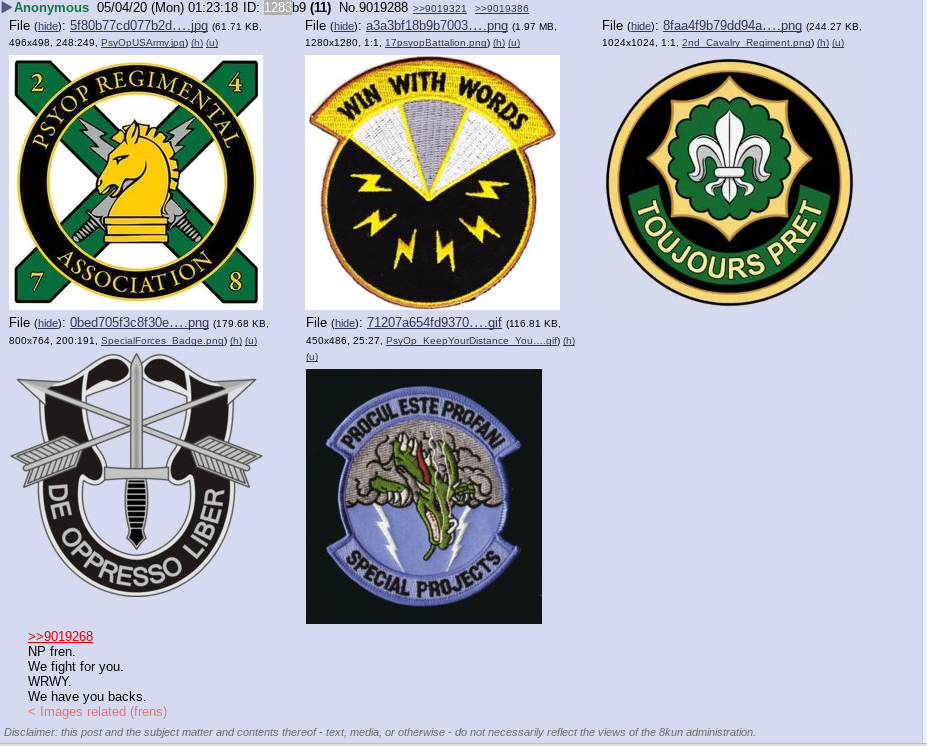 ▶Anonymous 05/04/20 (Mon) 01:23:18 ID: 1283b9 (11) No.9019288 >>9019321 >>9019386
File (hide): 5f80b77cd077b2d….jpg (61.71 KB, 496x498, 248:249, PsyOpUSArmy.jpg) (h) (u)
PSYOP REGIMENTAL
ASSOCIATION
2
4
7
8
File (hide): a3a3bf18b9b7003….png (1.97 MB, 1280x1280, 1:1, 17psyopBattalion.png) (h) (u)
WIN WITH WORDS
File (hide): 8faa4f9b79dd94a….png (244.27 KB, 1024x1024, 1:1, 2nd_Cavalry_Regiment.png) (h) (u)
TOUJOURS PRET
File (hide): 0bed705f3c8f30e….png (179.68 KB, 800x764, 200:191, SpecialForces_Badge.png) (h) (u)
DE OPPRESSO LIBER
File (hide): 71207a654fd9370….gif (116.81 KB, 450x486, 25:27, PsyOp_KeepYourDistance_You….gif) (h) (u)
PROCUL ESTE PROFANI
SPECIAL PROJECTS
>>9019268
NP fren.
We fight for you.
WRWY.
We have you backs.
< Images related (frens)
Disclaimer: this post and the subject matter and contents thereof - text, media, or otherwise - do not necessarily reflect the views of the 8kun administration.